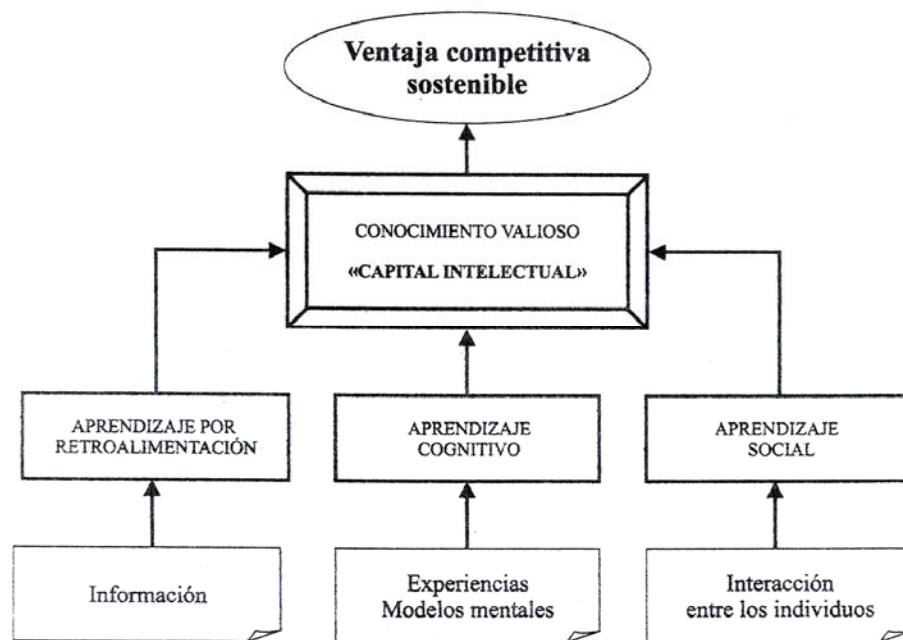 Ventaja competitiva
sostenible
CONOCIMIENTO VALIOSO
«CAPITAL INTELECTUAL»
APRENDIZAJE POR
RETROALIMENTACIÓN
APRENDIZAJE
COGNITIVO
APRENDIZAJE
SOCIAL
Información
Experiencias
Modelos mentales
Interacción
entre los individuos